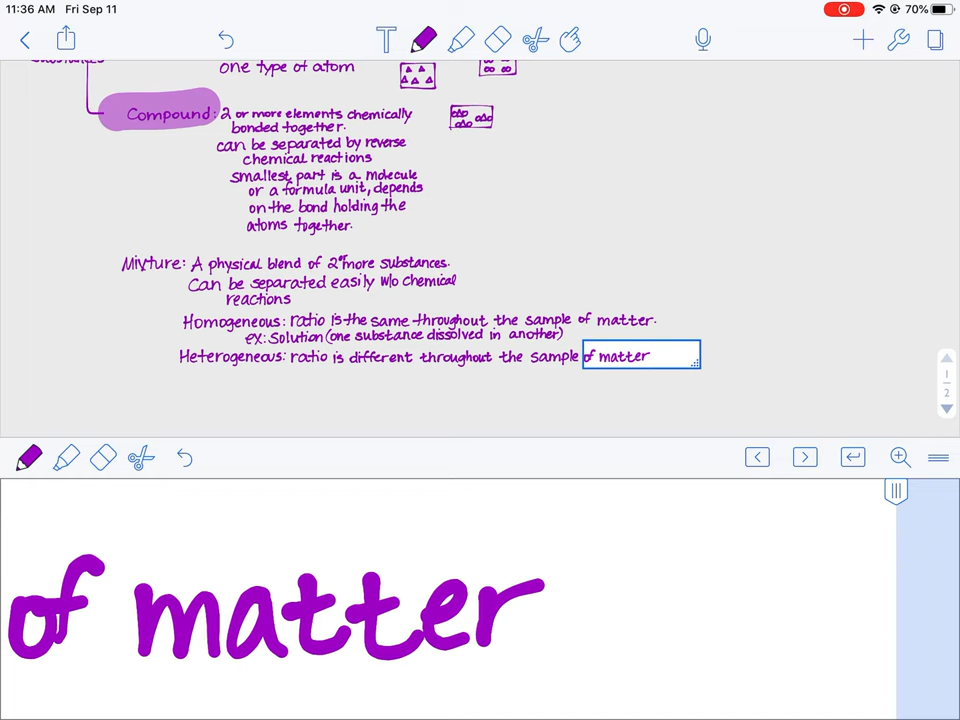 11:36 AM Fri Sep 11
70%
T
one type of atom
Compound: 2 or more elements chemically
bonded together.
can be separated by reverse
chemical reactions
smallest part is a molecule
or a formula unit, depends
on the bond holding the
atoms together.
Mixture: A physical blend of 2 or more substances.
Can be separated easily w/o chemical
reactions
Homogeneous: ratio is the same throughout the sample of matter.
ex: solution (one substance dissolved in another)
Heterogeneous: ratio is different throughout the sample of matter
1
2
of matter